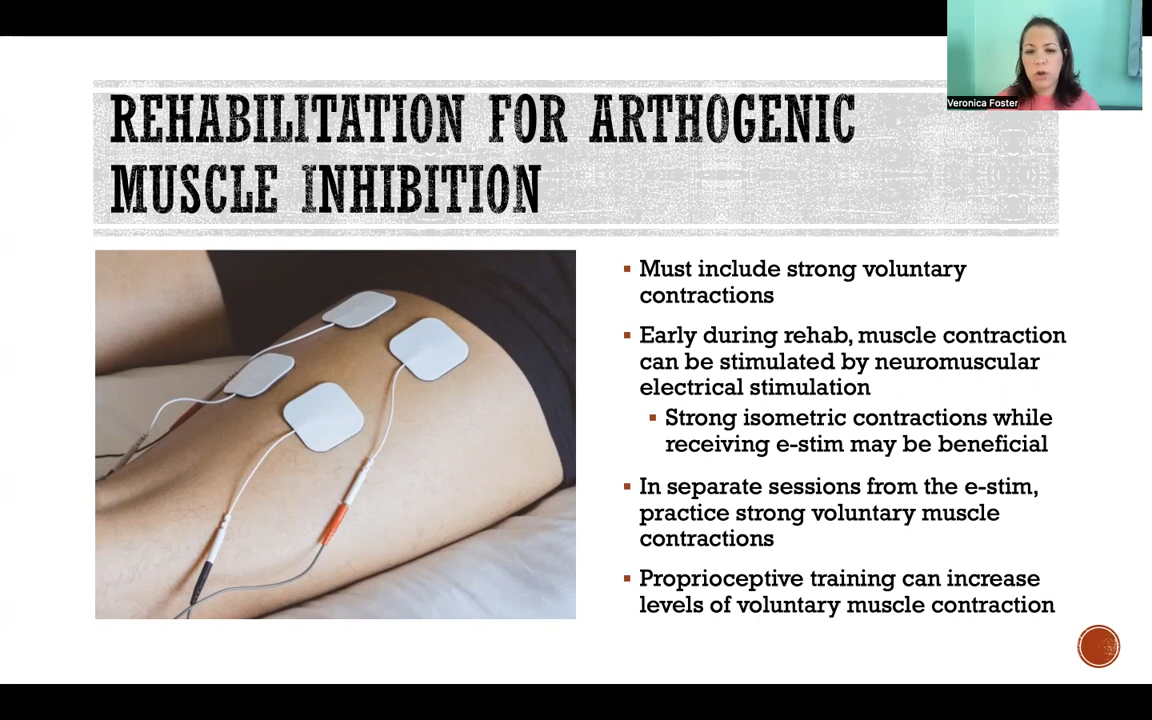 Veronica Foster
REHABILITATION FOR ARTHOGENIC
MUSCLE INHIBITION
Must include strong voluntary
contractions
Early during rehab, muscle contraction
can be stimulated by neuromuscular
electrical stimulation
Strong isometric contractions while
receiving e-stim may be beneficial
In separate sessions from the e-stim,
practice strong voluntary muscle
contractions
Proprioceptive training can increase
levels of voluntary muscle contraction